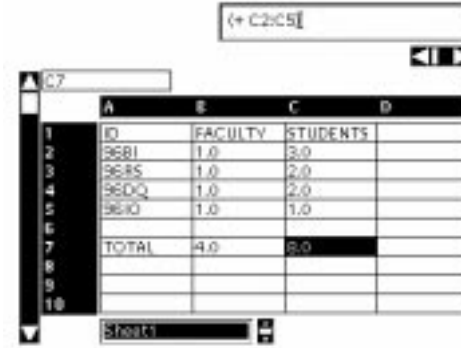 (+ C2:C5)
C7
A B C D
1 ID FACULTY STUDENTS
2 96BI 1.0 3.0
3 96RS 1.0 2.0
4 96DQ 1.0 2.0
5 96IO 1.0 1.0
6
7 TOTAL 4.0 8.0
8
9
10
Sheet1